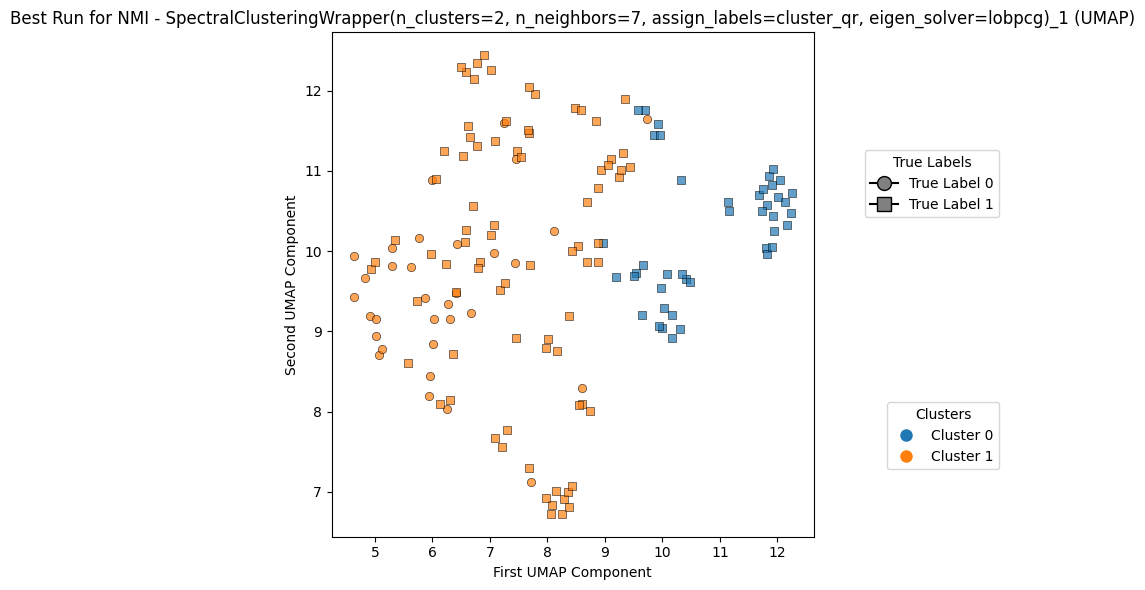 Best Run for NMI - SpectralClusteringWrapper(n_clusters=2, n_neighbors=7, assign_labels=cluster_qr, eigen_solver=lobpcg)_1 (UMAP)
Second UMAP Component
12
11
10
9
8
7
5 6 7 8 9 10 11 12
First UMAP Component
True Labels
True Label 0
True Label 1
Clusters
Cluster 0
Cluster 1